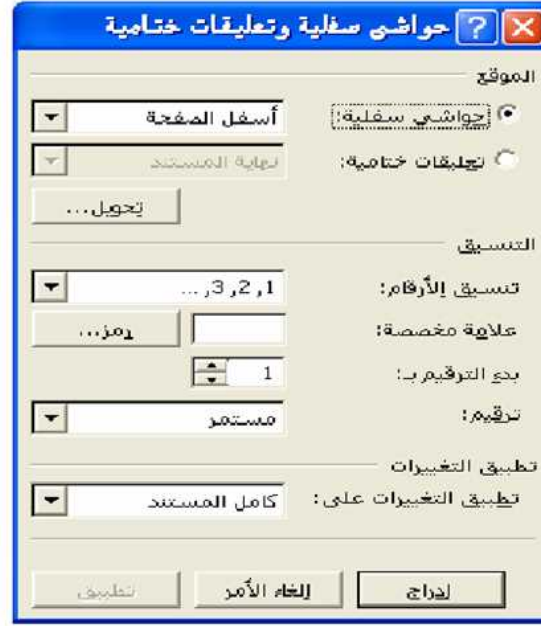 حواشي سفلية وتعليقات ختامية
الموقع
حواشي سفلية: أسفل الصفحة
تعليقات ختامية: نهاية المستند
تحويل...
التنسيق
تنسيق الأرقام: 1, 2, 3, ...
علامة مخصصة: رمز...
بدء الترقيم بـ: 1
ترقيم: مستمر
تطبيق التغييرات
تطبيق التغييرات على: كامل المستند
إدراج إلغاء الأمر تطبيق